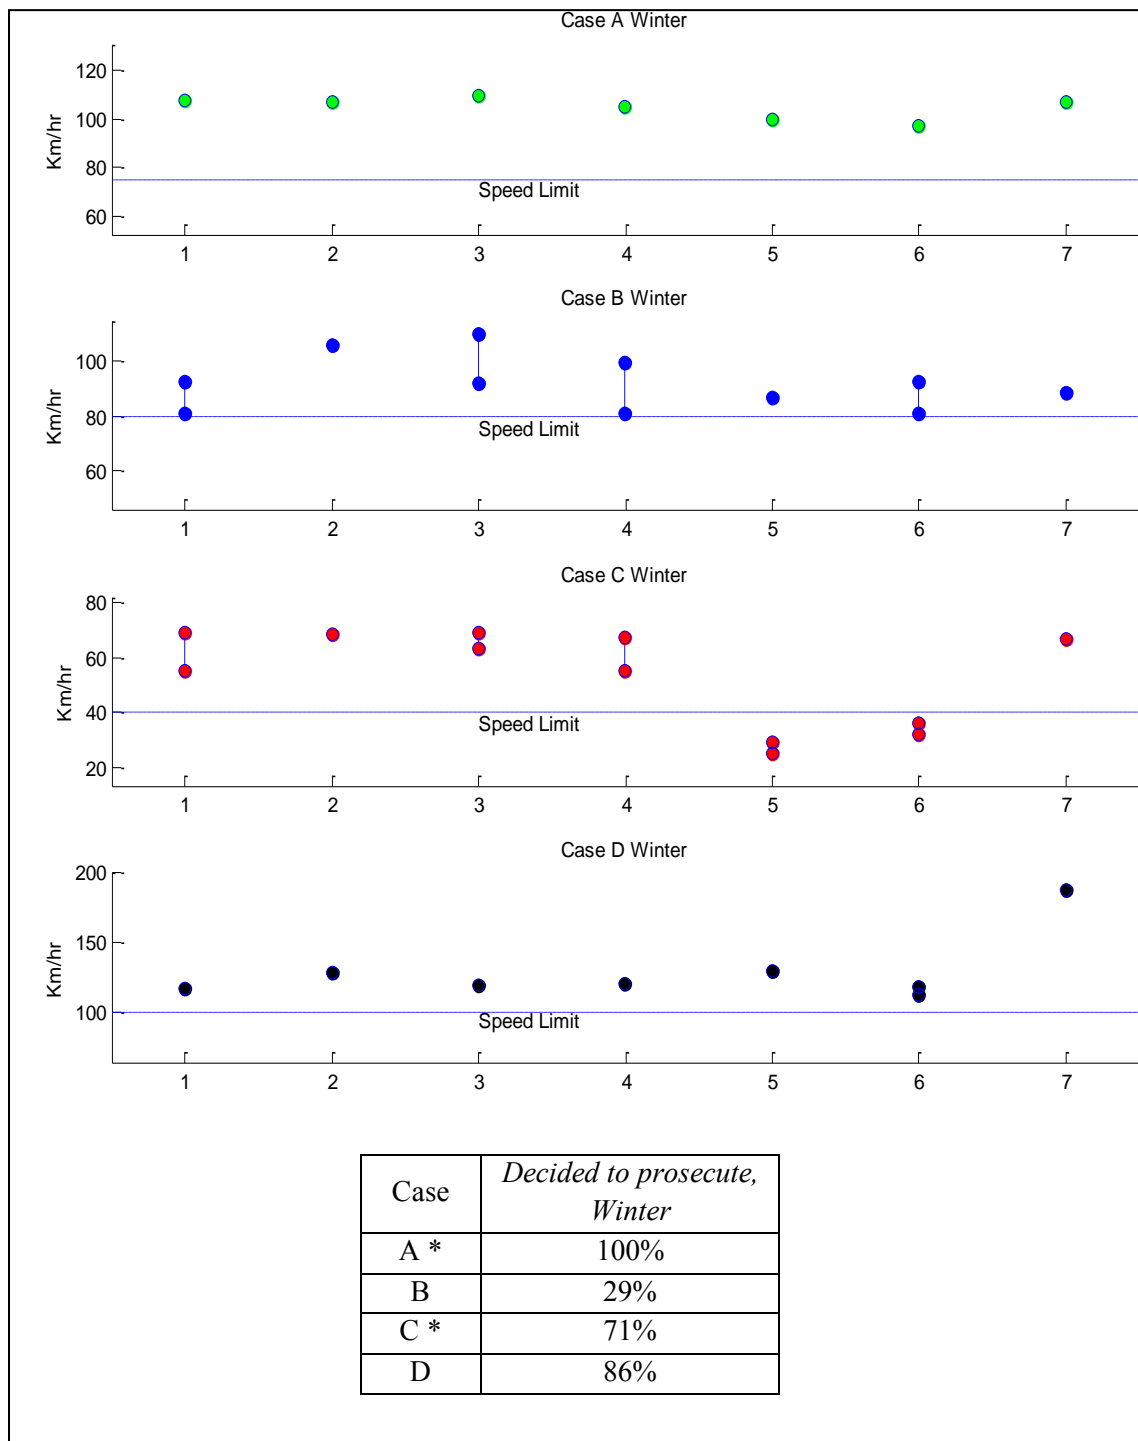 Case A Winter
120
100
80
60
Km/hr
Speed Limit
1 2 3 4 5 6 7
Case B Winter
100
80
60
Km/hr
Speed Limit
1 2 3 4 5 6 7
Case C Winter
80
60
40
20
Km/hr
Speed Limit
1 2 3 4 5 6 7
Case D Winter
200
150
100
Km/hr
Speed Limit
1 2 3 4 5 6 7
Case Decided to prosecute,
Winter
A * 100%
B 29%
C * 71%
D 86%